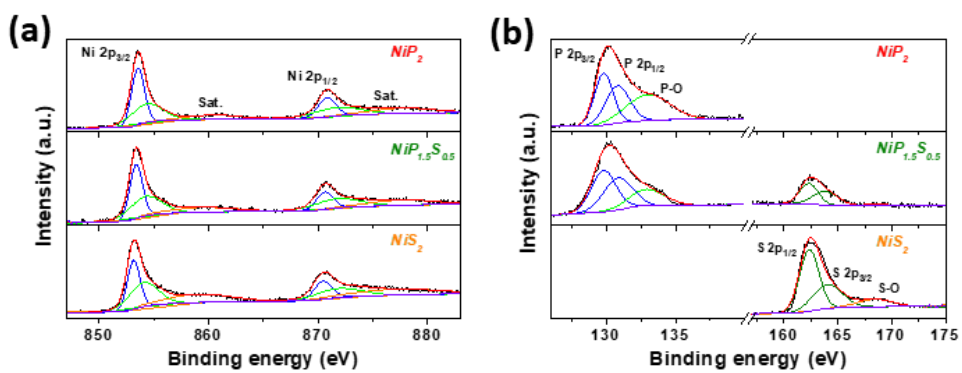 (a)
Intensity (a.u.)
Ni 2p3/2
Ni 2p1/2
Sat.
Sat.
NiP2
NiP1.5S0.5
NiS2
850 860 870 880
Binding energy (eV)
(b)
Intensity (a.u.)
P 2p3/2
P 2p1/2
P-O
NiP2
NiP1.5S0.5
NiS2
S 2p1/2
S 2p3/2
S-O
130 135 160 165 170 175
Binding energy (eV)